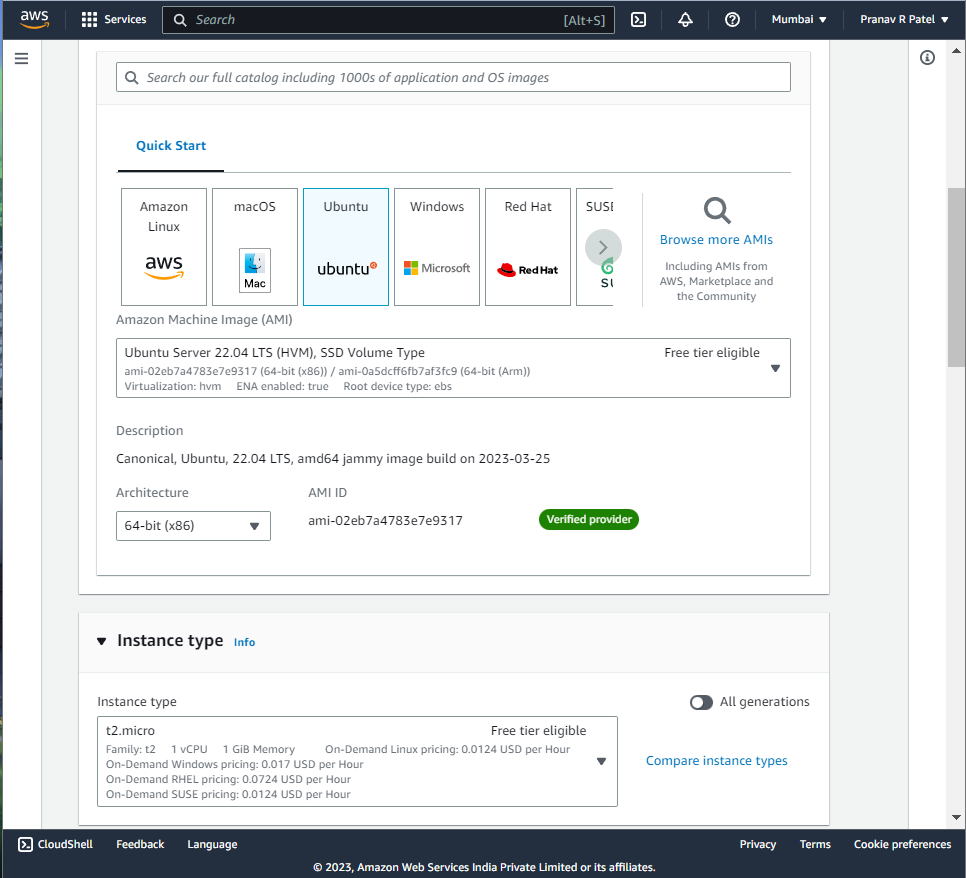 aws
Services
Search
[Alt+S]
Mumbai
Pranav R Patel
Search our full catalog including 1000s of application and OS images
Quick Start
Amazon
Linux
aws
macOS
Mac
Ubuntu
ubuntu
Windows
Microsoft
Red Hat
Red Hat
SUSE
SU
Browse more AMIs
Including AMIs from
AWS, Marketplace and
the Community
Amazon Machine Image (AMI)
Ubuntu Server 22.04 LTS (HVM), SSD Volume Type
Free tier eligible
ami-02eb7a4783e7e9317 (64-bit (x86)) / ami-0a5dcff6fb7af3fc9 (64-bit (Arm))
Virtualization: hvm ENA enabled: true Root device type: ebs
Description
Canonical, Ubuntu, 22.04 LTS, amd64 jammy image build on 2023-03-25
Architecture
AMI ID
64-bit (x86)
ami-02eb7a4783e7e9317
Verified provider
Instance type Info
Instance type
All generations
t2.micro
Free tier eligible
Family: t2 1 vCPU 1 GiB Memory On-Demand Linux pricing: 0.0124 USD per Hour
On-Demand Windows pricing: 0.017 USD per Hour
On-Demand RHEL pricing: 0.0724 USD per Hour
On-Demand SUSE pricing: 0.0124 USD per Hour
Compare instance types
CloudShell Feedback Language
Privacy Terms Cookie preferences
© 2023, Amazon Web Services India Private Limited or its affiliates.